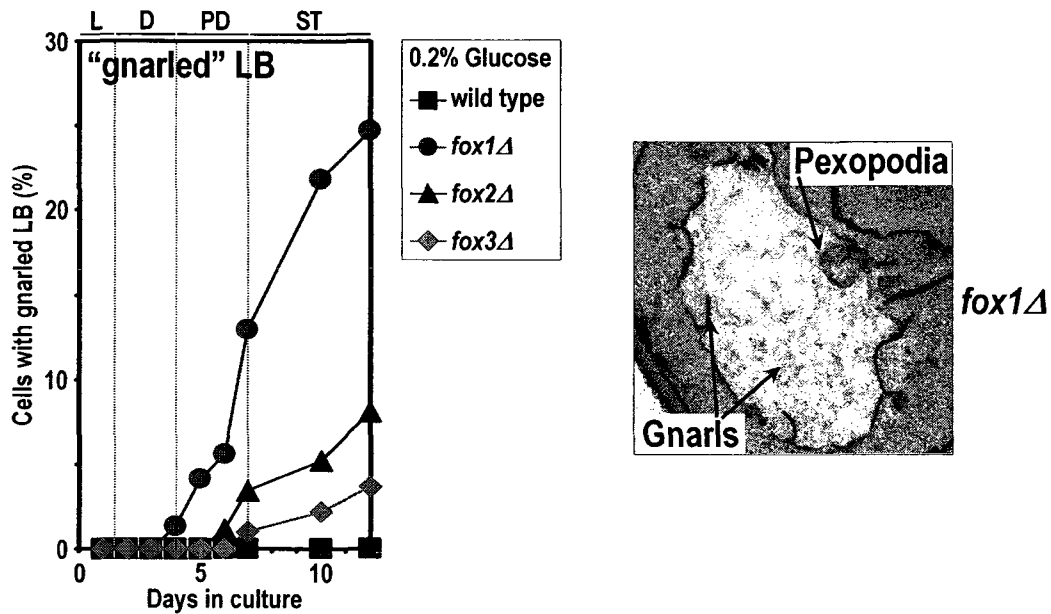 L D PD ST
30
20
10
0
"gnarled" LB
Cells with gnarled LB (%)
0 5 10
Days in culture
0.2% Glucose
wild type
fox1Δ
fox2Δ
fox3Δ
Pexopodia
Gnarls
fox1Δ